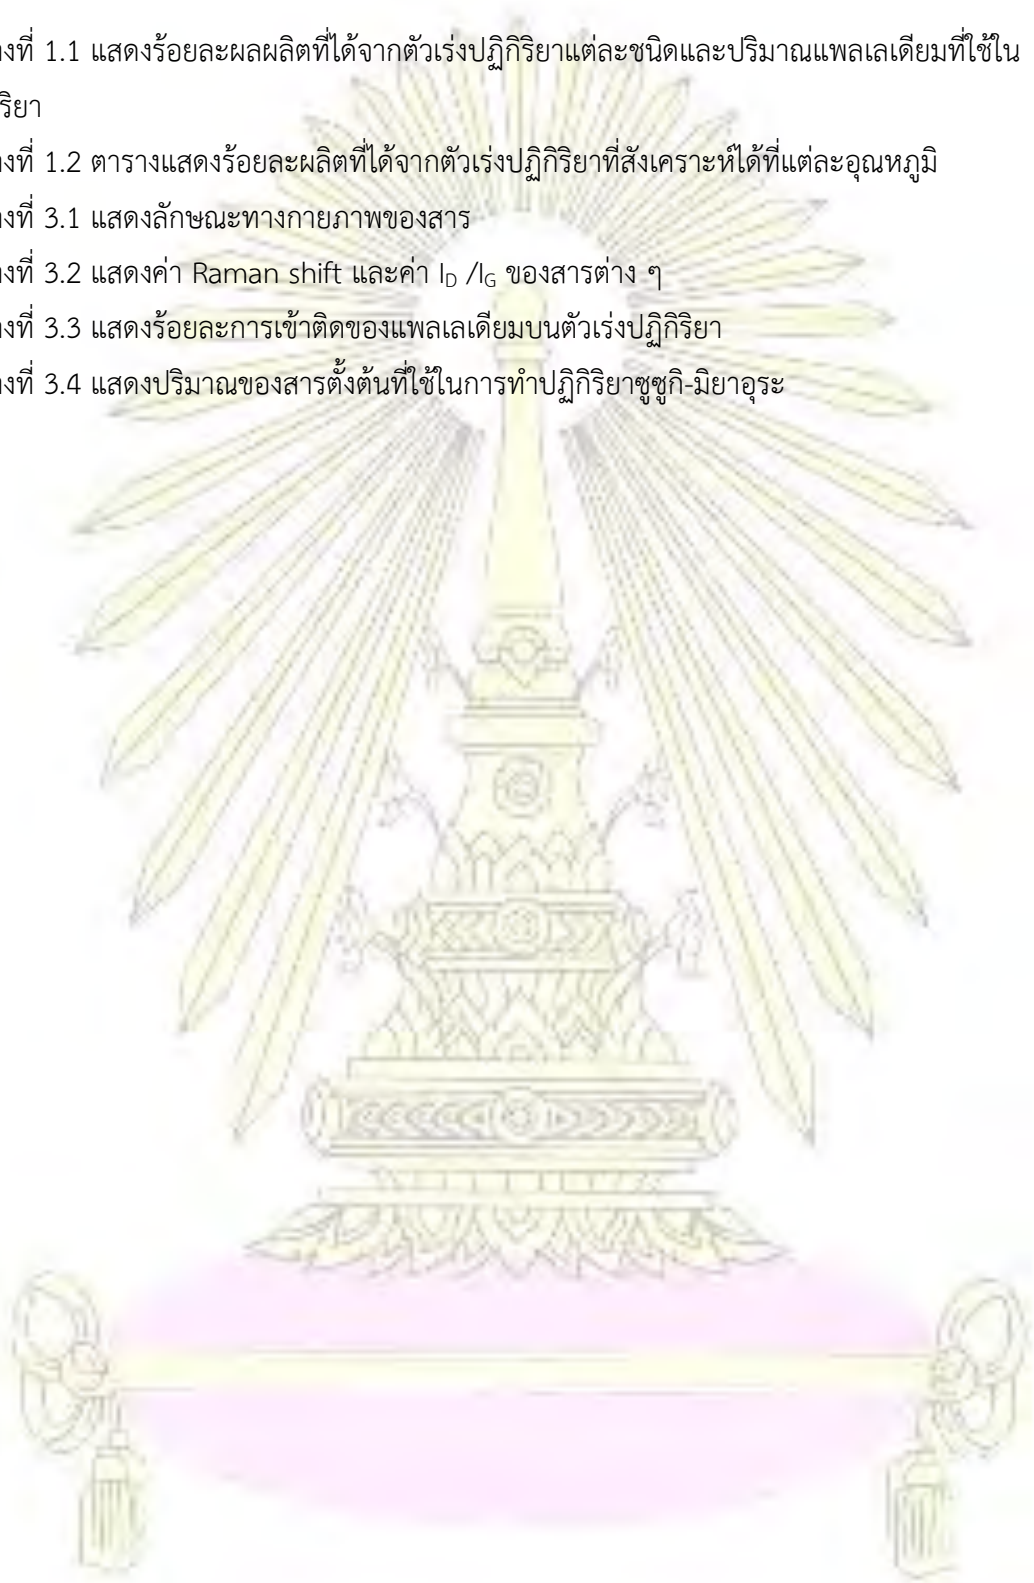 งที่ 1.1 แสดงร้อยละผลผลิตที่ได้จากตัวเร่งปฏิกิริยาแต่ละชนิดและปริมาณแพลเลเดียมที่ใช้ใน
ริยา
งที่ 1.2 ตารางแสดงร้อยละผลิตที่ได้จากตัวเร่งปฏิกิริยาที่สังเคราะห์ได้ที่แต่ละอุณหภูมิ
งที่ 3.1 แสดงลักษณะทางกายภาพของสาร
งที่ 3.2 แสดงค่า Raman shift และค่า I_D /I_G ของสารต่าง ๆ
งที่ 3.3 แสดงร้อยละการเข้าติดของแพลเลเดียมบนตัวเร่งปฏิกิริยา
งที่ 3.4 แสดงปริมาณของสารตั้งต้นที่ใช้ในการทำปฏิกิริยาซูซูกิ-มิยาอุระ